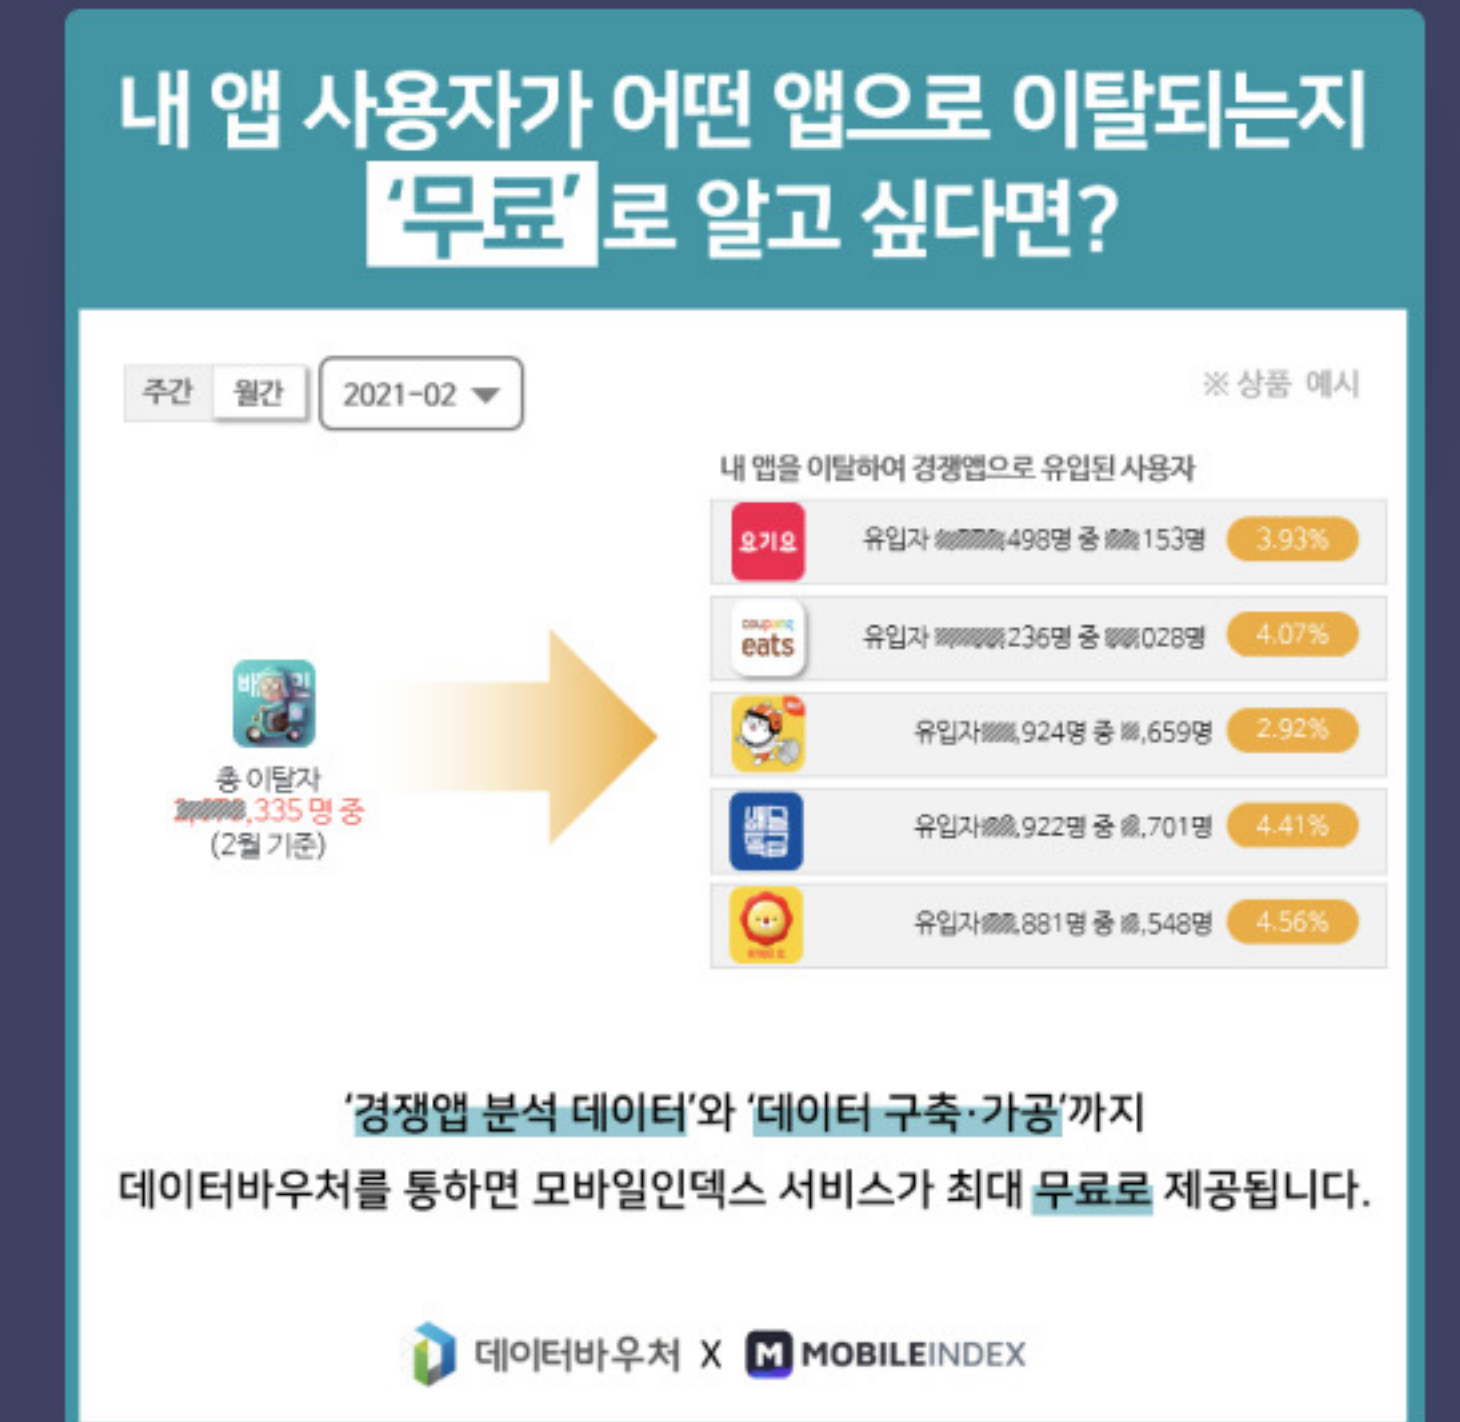 내 앱 사용자가 어떤 앱으로 이탈되는지
‘무료’로 알고 싶다면?
주간 월간 2021-02
※ 상품 예시
내 앱을 이탈하여 경쟁앱으로 유입된 사용자
요기요 유입자 498명 중 153명 3.93%
coupang eats 유입자 236명 중 028명 4.07%
유입자 ,924명 중 ,659명 2.92%
배달특급 유입자 ,922명 중 ,701명 4.41%
유입자 ,881명 중 ,548명 4.56%
총 이탈자
,335 명 중
(2월 기준)
‘경쟁앱 분석 데이터’와 ‘데이터 구축·가공’까지
데이터바우처를 통하면 모바일인덱스 서비스가 최대 무료로 제공됩니다.
데이터바우처 X M MOBILEINDEX